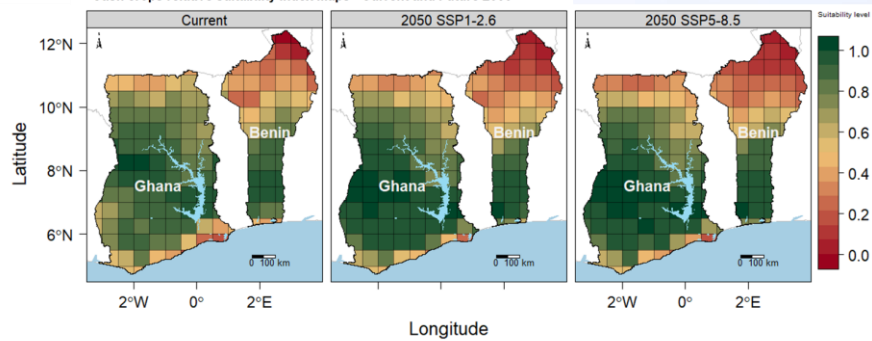 Current
2050 SSP1-2.6
2050 SSP5-8.5
Suitability level
12°N
10°N
8°N
6°N
Latitude
Benin
Ghana
0 100 km
Benin
Ghana
0 100 km
Benin
Ghana
0 100 km
1.0
0.8
0.6
0.4
0.2
0.0
2°W
0°
2°E
2°W
0°
2°E
Longitude